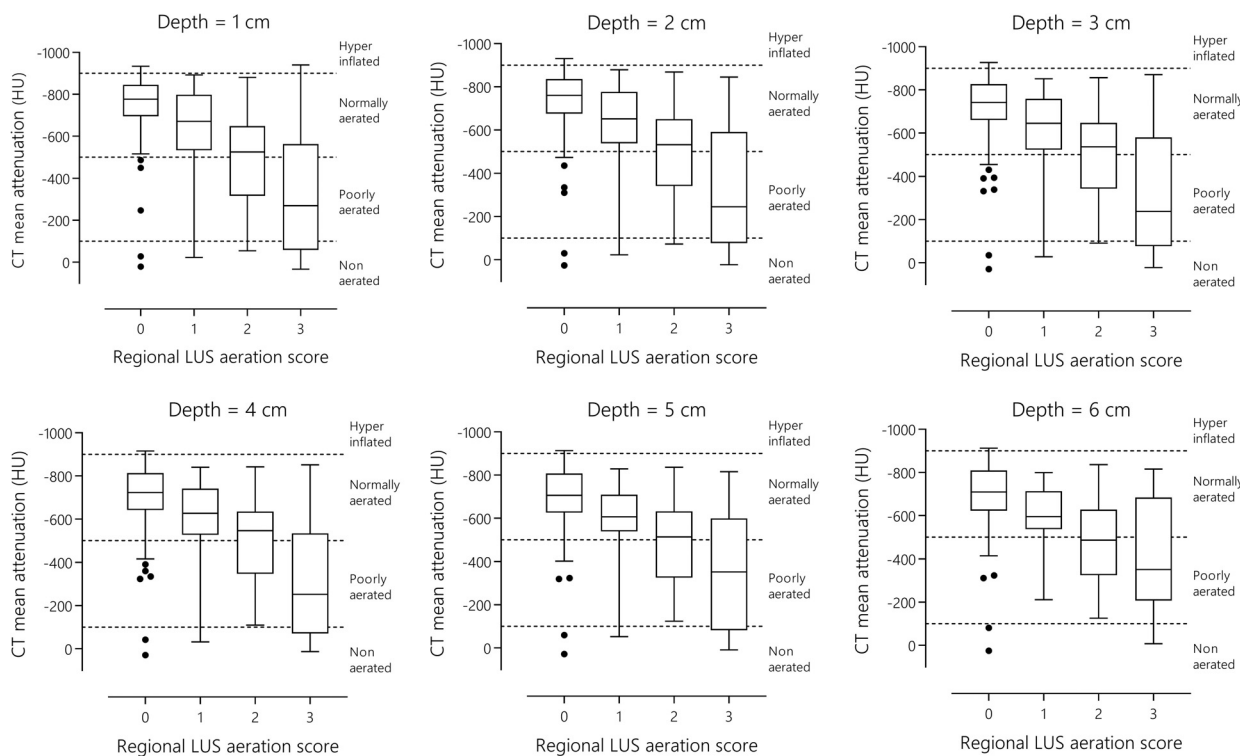 Depth = 1 cm
CT mean attenuation (HU)
-1000
-800
-600
-400
-200
0
Hyper
inflated
Normally
aerated
Poorly
aerated
Non
aerated
0 1 2 3
Regional LUS aeration score
Depth = 2 cm
CT mean attenuation (HU)
-1000
-800
-600
-400
-200
0
Hyper
inflated
Normally
aerated
Poorly
aerated
Non
aerated
0 1 2 3
Regional LUS aeration score
Depth = 3 cm
CT mean attenuation (HU)
-1000
-800
-600
-400
-200
0
Hyper
inflated
Normally
aerated
Poorly
aerated
Non
aerated
0 1 2 3
Regional LUS aeration score
Depth = 4 cm
CT mean attenuation (HU)
-1000
-800
-600
-400
-200
0
Hyper
inflated
Normally
aerated
Poorly
aerated
Non
aerated
0 1 2 3
Regional LUS aeration score
Depth = 5 cm
CT mean attenuation (HU)
-1000
-800
-600
-400
-200
0
Hyper
inflated
Normally
aerated
Poorly
aerated
Non
aerated
0 1 2 3
Regional LUS aeration score
Depth = 6 cm
CT mean attenuation (HU)
-1000
-800
-600
-400
-200
0
Hyper
inflated
Normally
aerated
Poorly
aerated
Non
aerated
0 1 2 3
Regional LUS aeration score